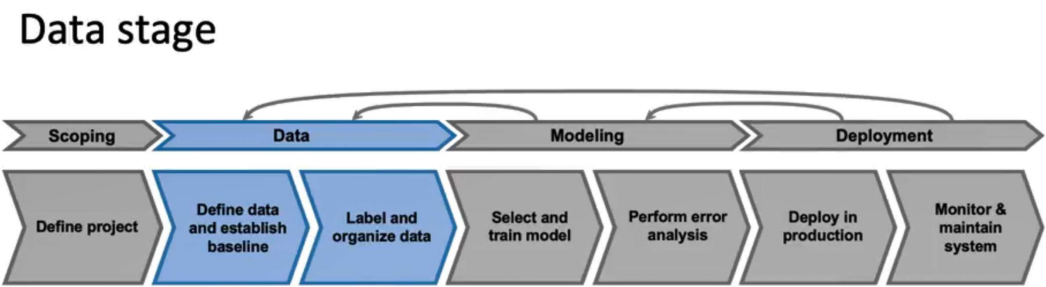 Data stage
Scoping
Data
Modeling
Deployment
Define project
Define data
and establish
baseline
Label and
organize data
Select and
train model
Perform error
analysis
Deploy in
production
Monitor &
maintain
system